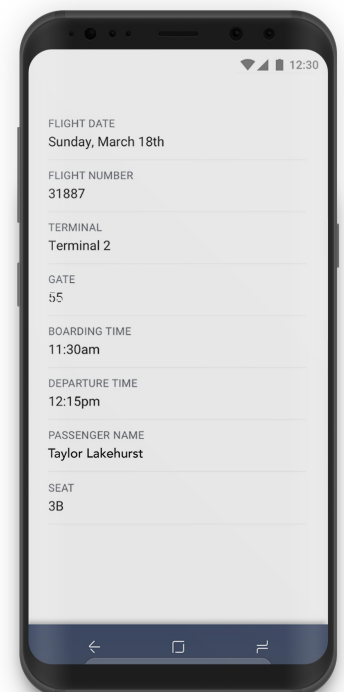 12:30
FLIGHT DATE
Sunday, March 18th
FLIGHT NUMBER
31887
TERMINAL
Terminal 2
GATE
55
BOARDING TIME
11:30am
DEPARTURE TIME
12:15pm
PASSENGER NAME
Taylor Lakehurst
SEAT
3B